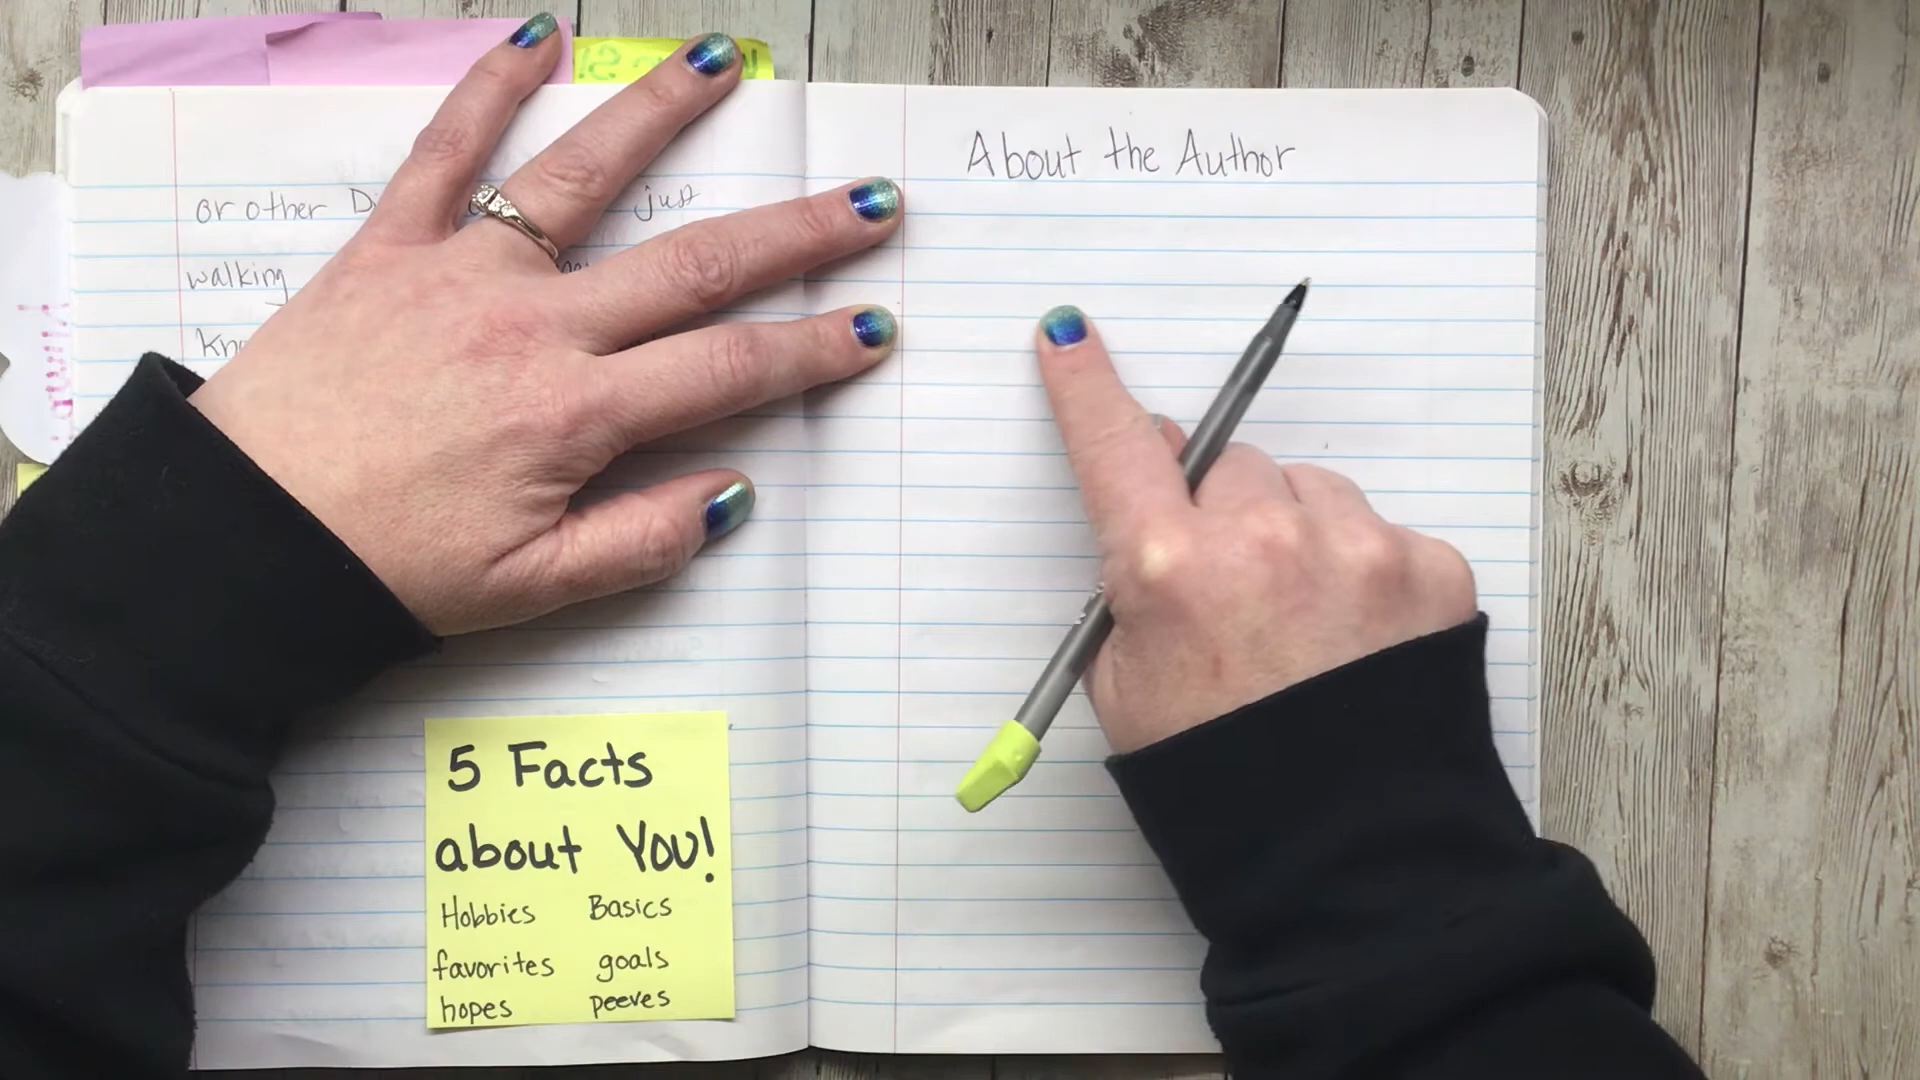 or other just
walking
About the Author
5 Facts
about You!
Hobbies Basics
favorites goals
hopes peeves